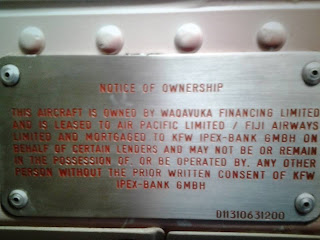 NOTICE OF OWNERSHIP
THIS AIRCRAFT IS OWNED BY WAQAVUKA FINANCING LIMITED
AND IS LEASED TO AIR PACIFIC LIMITED / FIJI AIRWAYS
LIMITED AND MORTGAGED TO KFW IPEX-BANK GMBH ON
BEHALF OF CERTAIN LENDERS AND MAY NOT BE OR REMAIN
IN THE POSSESSION OF, OR BE OPERATED BY, ANY OTHER
PERSON WITHOUT THE PRIOR WRITTEN CONSENT OF KFW
IPEX-BANK GMBH
D11310631200